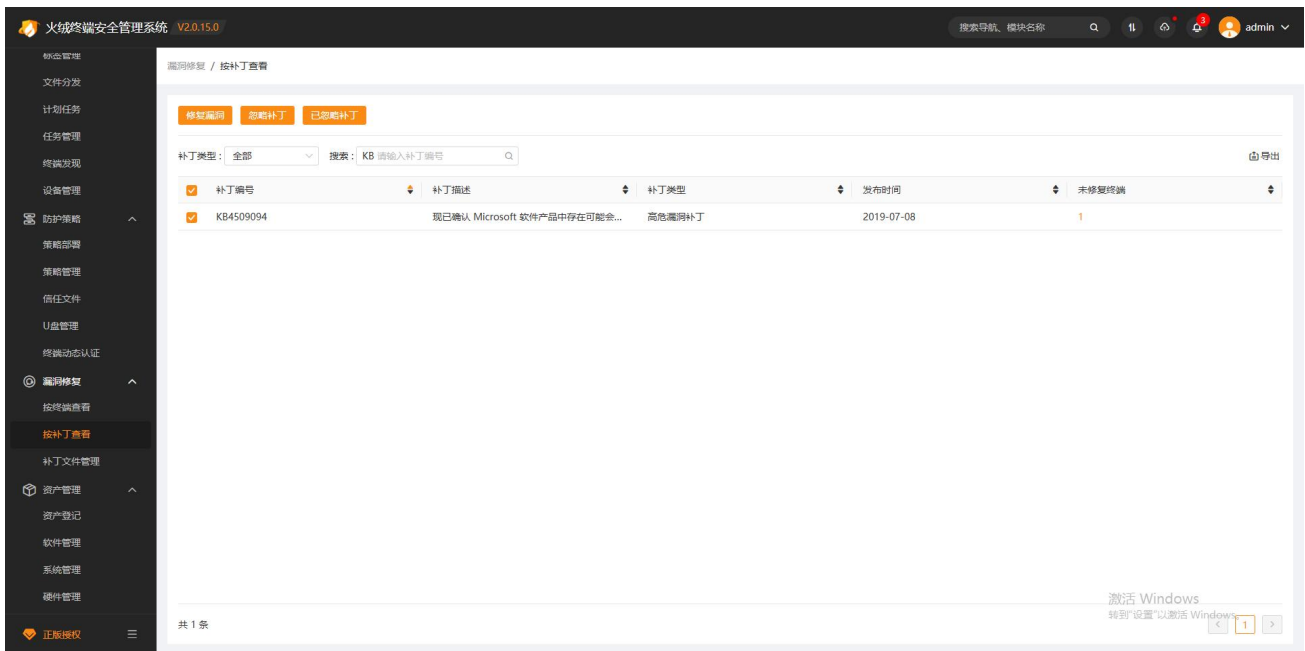 火绒终端安全管理系统 V2.0.15.0
搜索导航、模块名称
3
admin
标签管理
文件分发
计划任务
任务管理
终端发现
设备管理
防护策略
策略部署
策略管理
信任文件
U盘管理
终端动态认证
漏洞修复
按终端查看
按补丁查看
补丁文件管理
资产管理
资产登记
软件管理
系统管理
硬件管理
正版授权
漏洞修复 / 按补丁查看
修复漏洞 忽略补丁 已忽略补丁
补丁类型: 全部 搜索: KB 请输入补丁编号 导出
补丁编号 补丁描述 补丁类型 发布时间 未修复终端
KB4509094 现已确认 Microsoft 软件产品中存在可能会... 高危漏洞补丁 2019-07-08 1
激活 Windows
转到"设置"以激活 Windows。
共 1 条 < 1 >